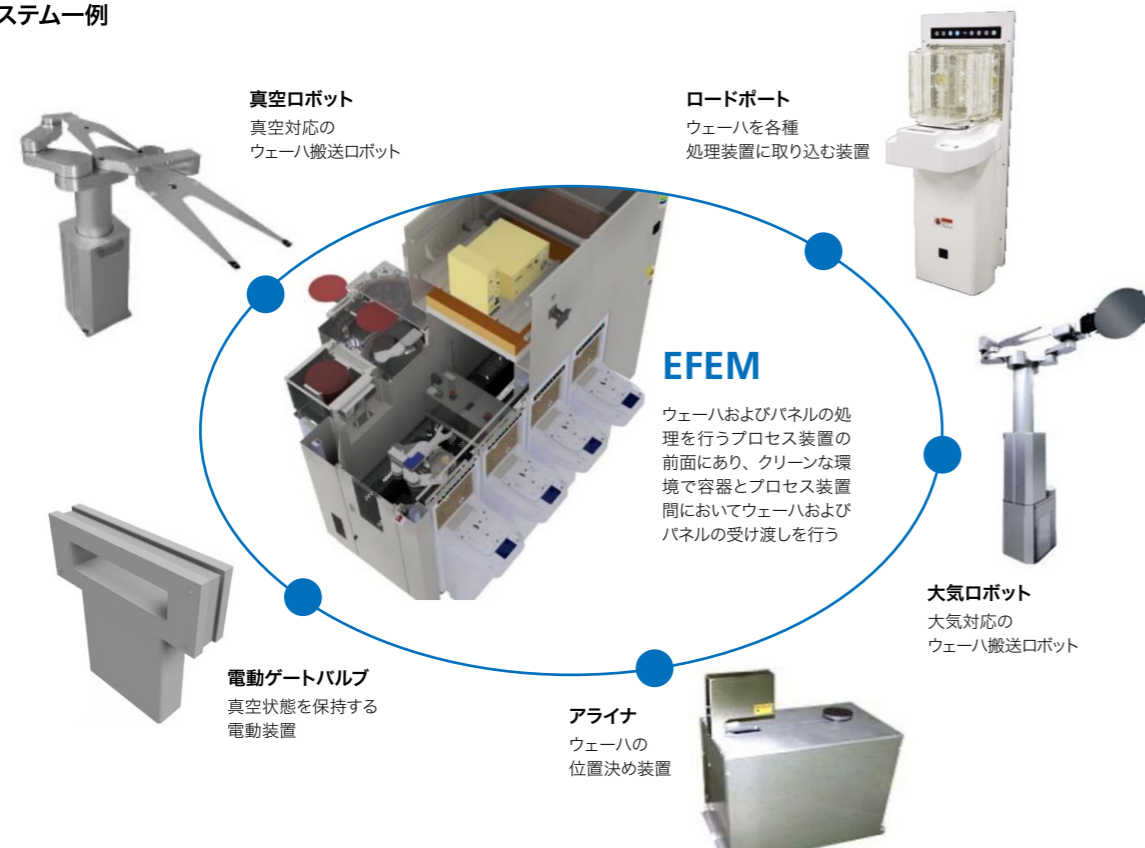 ステム一例
真空ロボット
真空対応の
ウェーハ搬送ロボット
ロードポート
ウェーハを各種
処理装置に取り込む装置
EFEM
ウェーハおよびパネルの処
理を行うプロセス装置の
前面にあり、クリーンな環
境で容器とプロセス装置
間においてウェーハおよび
パネルの受け渡しを行う
大気ロボット
大気対応の
ウェーハ搬送ロボット
電動ゲートバルブ
真空状態を保持する
電動装置
アライナ
ウェーハの
位置決め装置